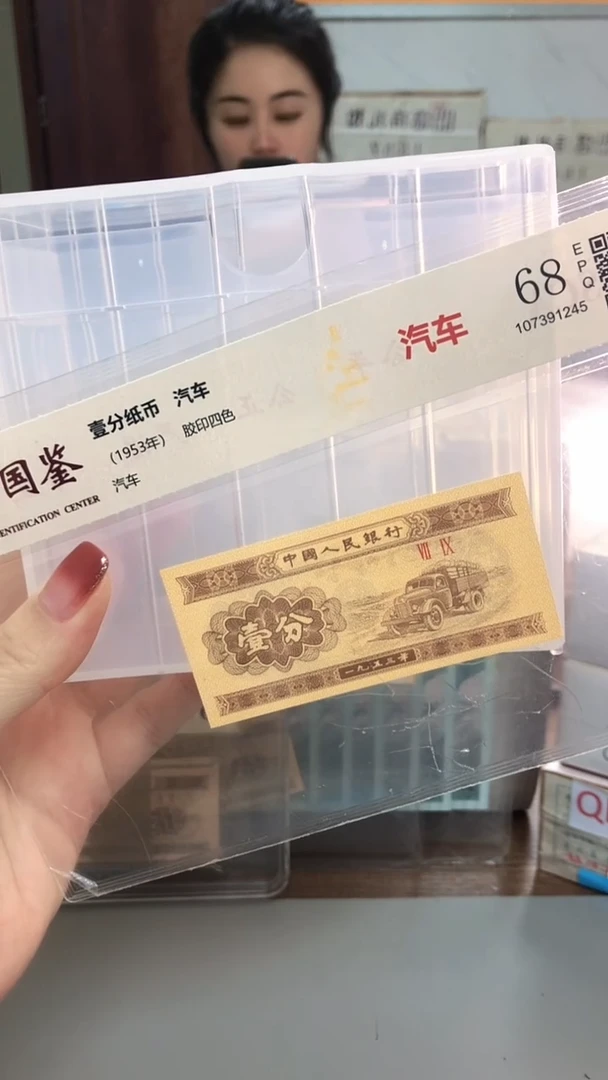 68
EPQ
107391245
汽车
壹分纸币 汽车
(1953年) 胶印四色
汽车
国鉴
ENTIFICATION CENTER
中國人民銀行
VII IX
壹分
一九五三年
Q